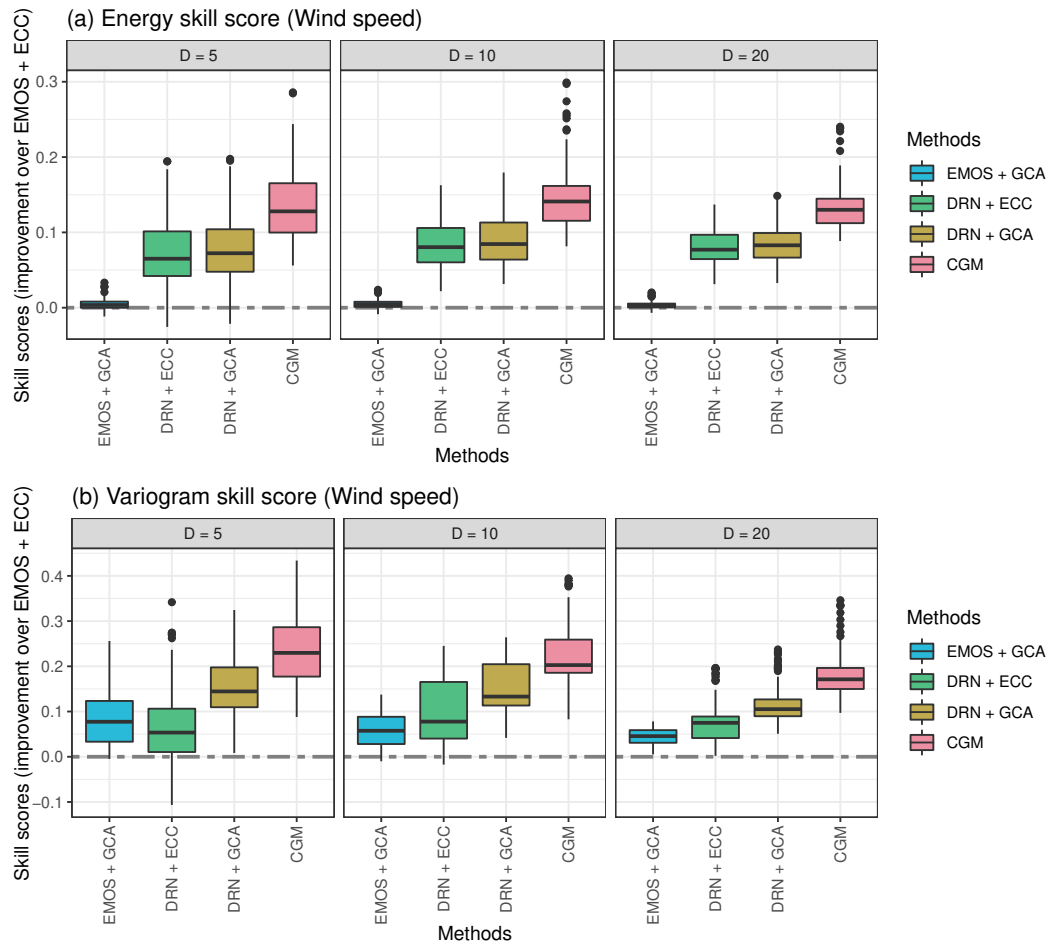 (a) Energy skill score (Wind speed)
Skill scores (improvement over EMOS + ECC)
D = 5
D = 10
D = 20
0.3
0.2
0.1
0.0
EMOS + GCA
DRN + ECC
DRN + GCA
CGM
EMOS + GCA
DRN + ECC
DRN + GCA
CGM
EMOS + GCA
DRN + ECC
DRN + GCA
CGM
Methods
Methods
EMOS + GCA
DRN + ECC
DRN + GCA
CGM
(b) Variogram skill score (Wind speed)
Skill scores (improvement over EMOS + ECC)
D = 5
D = 10
D = 20
0.4
0.3
0.2
0.1
0.0
−0.1
EMOS + GCA
DRN + ECC
DRN + GCA
CGM
EMOS + GCA
DRN + ECC
DRN + GCA
CGM
EMOS + GCA
DRN + ECC
DRN + GCA
CGM
Methods
Methods
EMOS + GCA
DRN + ECC
DRN + GCA
CGM